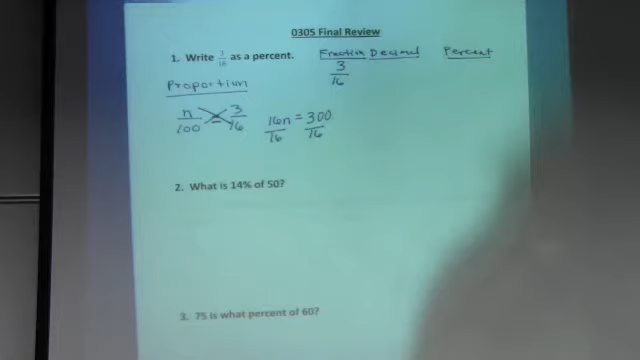 0305 Final Review
1. Write 3/16 as a percent.
Fraction Decimal Percent
3/16
Proportion
n/100 = 3/16
16n/16 = 300/16
2. What is 14% of 50?
3. 75 is what percent of 60?